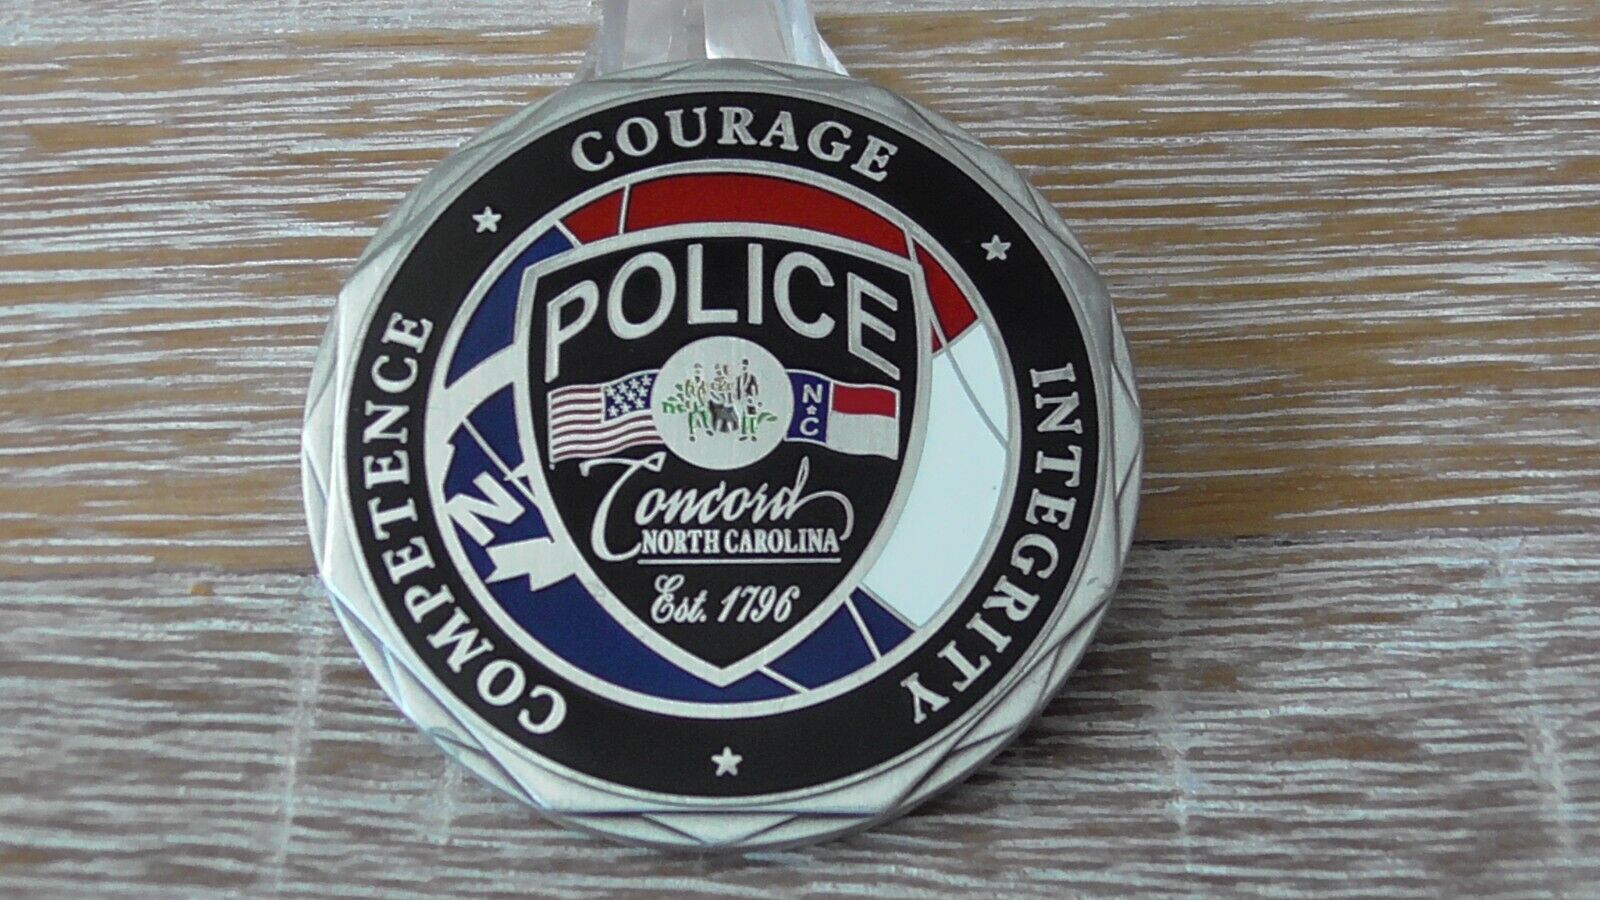 COURAGE
INTEGRITY
COMPETENCE
POLICE
N★C
Concord
NORTH CAROLINA
Est. 1796
N